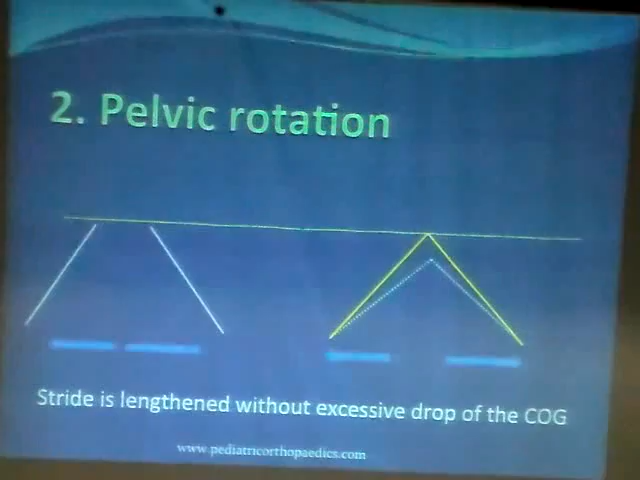 2. Pelvic rotation
Stride is lengthened without excessive drop of the COG
www.pediatricorthopaedics.com